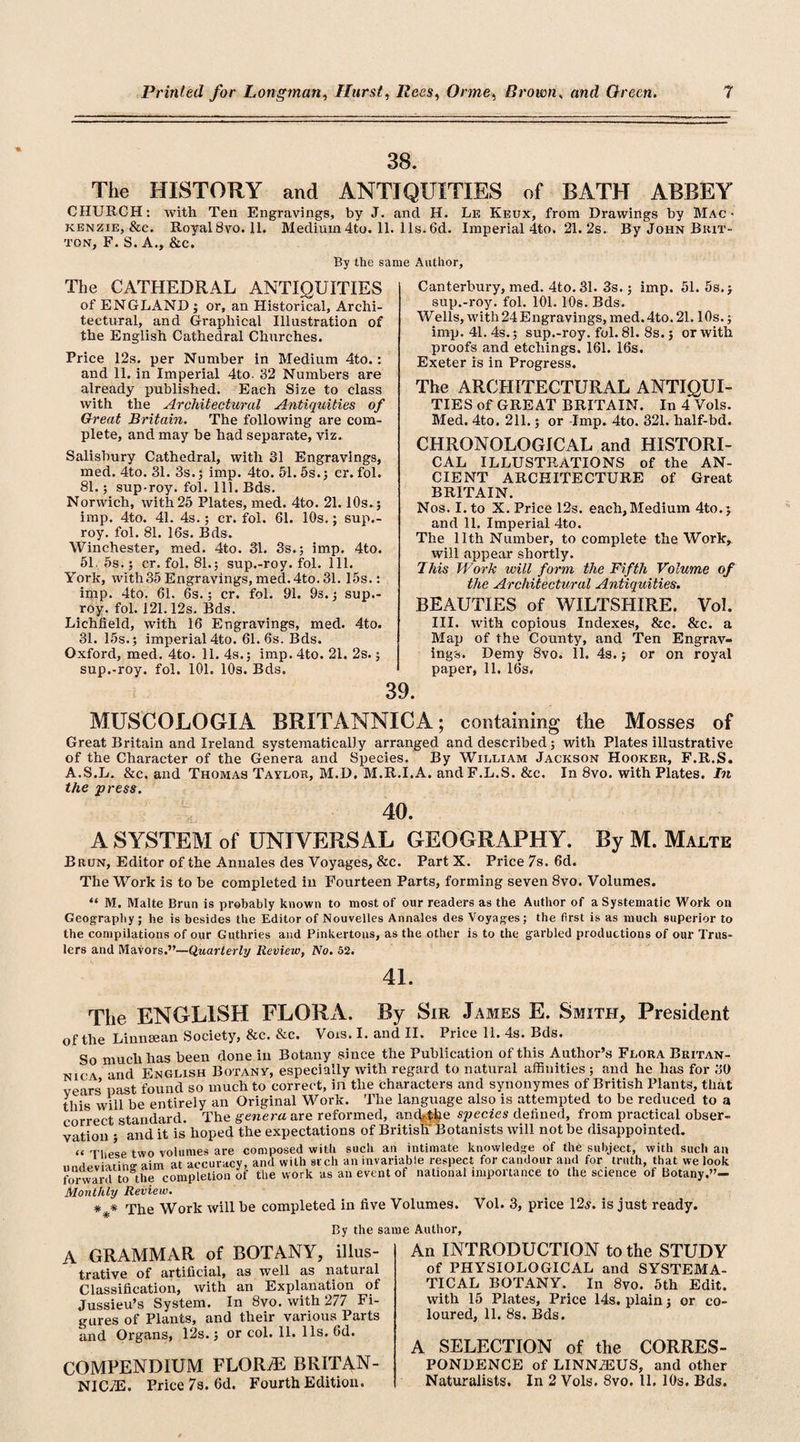 Printed for Longman, Hurst, Rees, Orme, Brown, and Green. 7
38.
The HISTORY and ANTIQUITIES of BATH ABBEY
CHURCH: with Ten Engravings, by J. and H. Le Keux, from Drawings by Mac-
kenzie, &c. Royal 8vo. 1l. Medium 4to. 1l. 11s. 6d. Imperial 4to. 2l. 2s. By John Brit-
ton, F. S. A., &c.
By the same Author,
The CATHEDRAL ANTIQUITIES
of ENGLAND; or, an Historical, Archi-
tectural, and Graphical Illustration of
the English Cathedral Churches.
Price 12s. per Number in Medium 4to.:
and 1l. in Imperial 4to. 32 Numbers are
already published. Each Size to class
with the Architectural Antiquities of
Great Britain. The following are com-
plete, and may be had separate, viz.
Salisbury Cathedral, with 31 Engravings,
med. 4to. 3l. 3s.; imp. 4to. 5l. 5s.; cr. fol.
8l.; sup-roy. fol. 11l. Bds.
Norwich, with 25 Plates, med. 4to. 2l. 10s.;
imp. 4to. 4l. 4s.; cr. fol. 6l. 10s.; sup.-
roy. fol. 8l. 16s. Bds.
Winchester, med. 4to. 3l. 3s.; imp. 4to.
5l. 5s.; cr. fol. 8l.; sup.-roy. fol. 11l.
York, with 35 Engravings, med. 4to. 3l. 15s.:
imp. 4to. 6l. 6s.; cr. fol. 9l. 9s.; sup.-
roy. fol. 12l. 12s. Bds.
Lichfield, with 16 Engravings, med. 4to.
3l. 15s.; imperial 4to. 6l. 6s. Bds.
Oxford, med. 4to. 1l. 4s.; imp. 4to. 2l. 2s.;
sup.-roy. fol. 10l. 10s. Bds.
Canterbury, med. 4to. 3l. 3s.; imp. 5l. 5s.;
sup.-roy. fol. 10l. 10s. Bds.
Wells, with 24 Engravings, med. 4to. 2l. 10s.;
imp. 4l. 4s.; sup.-roy. fol. 8l. 8s.; or with
proofs and etchings. 16l. 16s.
Exeter is in Progress.
The ARCHITECTURAL ANTIQUI-
TIES of GREAT BRITAIN. In 4 Vols.
Med. 4to. 21l.; or Imp. 4to. 32l. half-bd.
CHRONOLOGICAL and HISTORI-
CAL ILLUSTRATIONS of the AN-
CIENT ARCHITECTURE of Great
BRITAIN.
Nos. I. to X. Price 12s. each, Medium 4to.;
and 1l. Imperial 4to.
The 11th Number, to complete the Work,
will appear shortly.
This Work will form the Fifth Volume of
the Architectural Antiquities.
BEAUTIES of WILTSHIRE. Vol.
III. with copious Indexes, &c. &c. a
Map of the County, and Ten Engrav-
ings. Demy 8vo. 1l. 4s.; or on royal
paper, 1l. 16s.
39.
MUSCOLOGIA BRITANNICA; containing the Mosses of
Great Britain and Ireland systematically arranged and described; with Plates illustrative
of the Character of the Genera and Species. By William Jackson Hooker, F.R.S.
A.S.L. &c. and Thomas Taylor, M.D. M.R.I.A. and F.L.S. &c. In 8vo. with Plates. In
the press.
40.
A SYSTEM of UNIVERSAL GEOGRAPHY. By M. Malte
Brun, Editor of the Annales des Voyages, &c. Part X. Price 7s. 6d.
The Work is to be completed in Fourteen Parts, forming seven 8vo. Volumes.
“ M. Malte Brun is probably known to most of our readers as the Author of a Systematic Work on
Geography; he is besides the Editor of Nouvelles Annales des Voyages; the first is as much superior to
the compilations of our Guthries and Pinkertons, as the other is to the garbled productions of our Trus-
lers and Mavors.”—Quarterly Review, No. 52.
41.
The ENGLISH FLORA. By Sir James E. Smith, President
of the Linnæan Society, &c. &c. Vols. I. and II. Price 1l. 4s. Bds.
So much has been done in Botany since the Publication of this Author's Flora Britan-
nica, and English Botany, especially with regard to natural affinities; and he has for 30
years past found so much to correct, in the characters and synonymes of British Plants, that
this will be entirely an Original Work. The language also is attempted to be reduced to a
correct standard. The genera are reformed, and the species defined, from practical obser-
vation; and it is hoped the expectations of British Botanists will not be disappointed.
“ These two volumes are composed with such an intimate knowledge of the subject, with such an
undeviating aim at accuracy, and with such an invariable respect for candour and for truth, that we look
forward to the completion of the work as an event of national importance to the science of Botany.”—
Monthly Review.
*** The Work will be completed in five Volumes. Vol. 3, price 12s. is just ready.
By the same Author,
A GRAMMAR of BOTANY, illus-
trative of artificial, as well as natural
Classification, with an Explanation of
Jussieu's System. In 8vo. with 277 Fi-
gures of Plants, and their various Parts
and Organs, 12s.; or col. 1l. 11s. 6d.
COMPENDIUM FLORÆ BRITAN-
NICÆ. Price 7s. 6d. Fourth Edition.
An INTRODUCTION to the STUDY
of PHYSIOLOGICAL and SYSTEMA-
TICAL BOTANY. In 8vo. 5th Edit.
with 15 Plates, Price 14s. plain; or co-
loured, 1l. 8s. Bds.
A SELECTION of the CORRES-
PONDENCE of LINNÆUS, and other
Naturalists. In 2 Vols. 8vo. 1l. 10s. Bds.